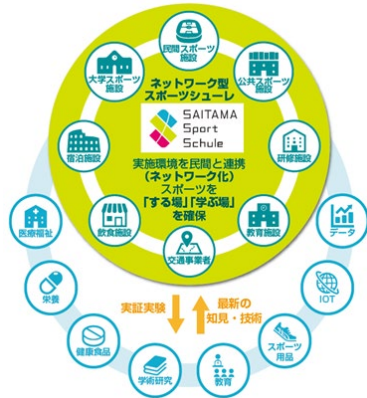 民間スポーツ
施設
大学スポーツ
施設
公共スポーツ
施設
ネットワーク型
スポーツシューレ
SAITAMA
Sport
Schule
宿泊施設
研修施設
実施環境を民間と連携
(ネットワーク化)
スポーツを
「する場」「学ぶ場」
を確保
飲食施設
教育施設
交通事業者
医療福祉
データ
栄養
IOT
実証実験
最新の
知見・技術
健康食品
スポーツ
用品
学術研究
教育